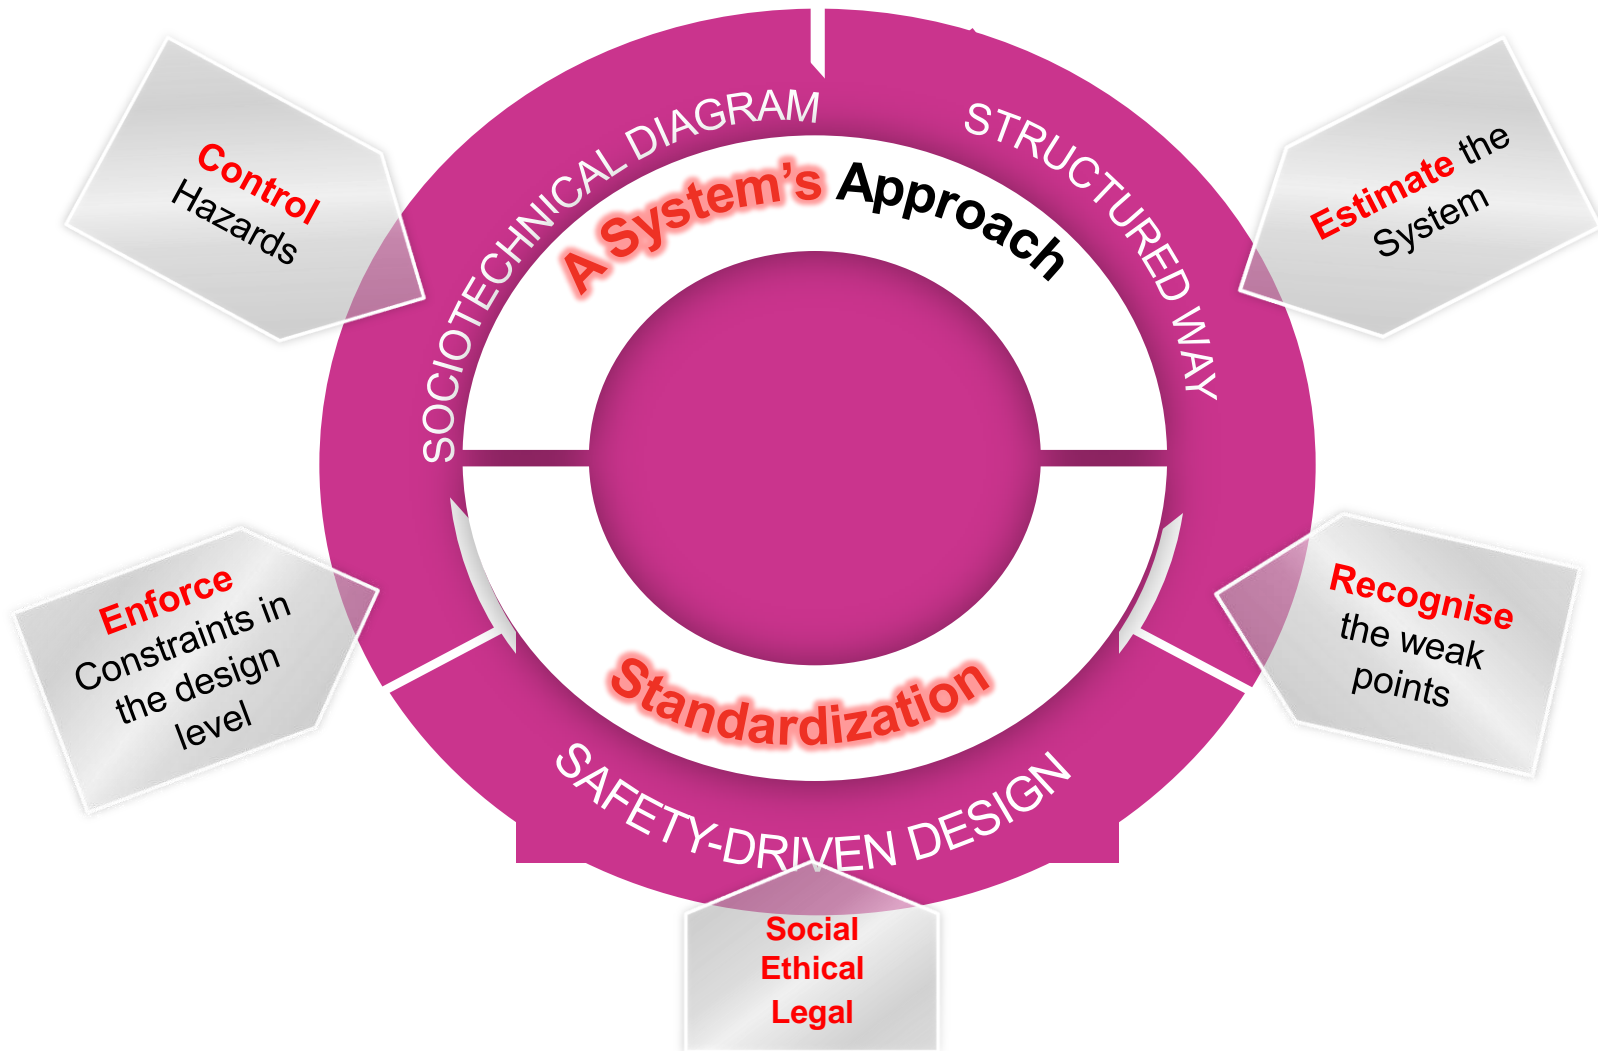 SOCIOTECHNICAL DIAGRAM
STRUCTURED WAY
Control
Hazards
Estimate the
System
A System’s Approach
Enforce
Constraints in
the design
level
Recognise
the weak
points
Standardization
SAFETY-DRIVEN DESIGN
Social
Ethical
Legal